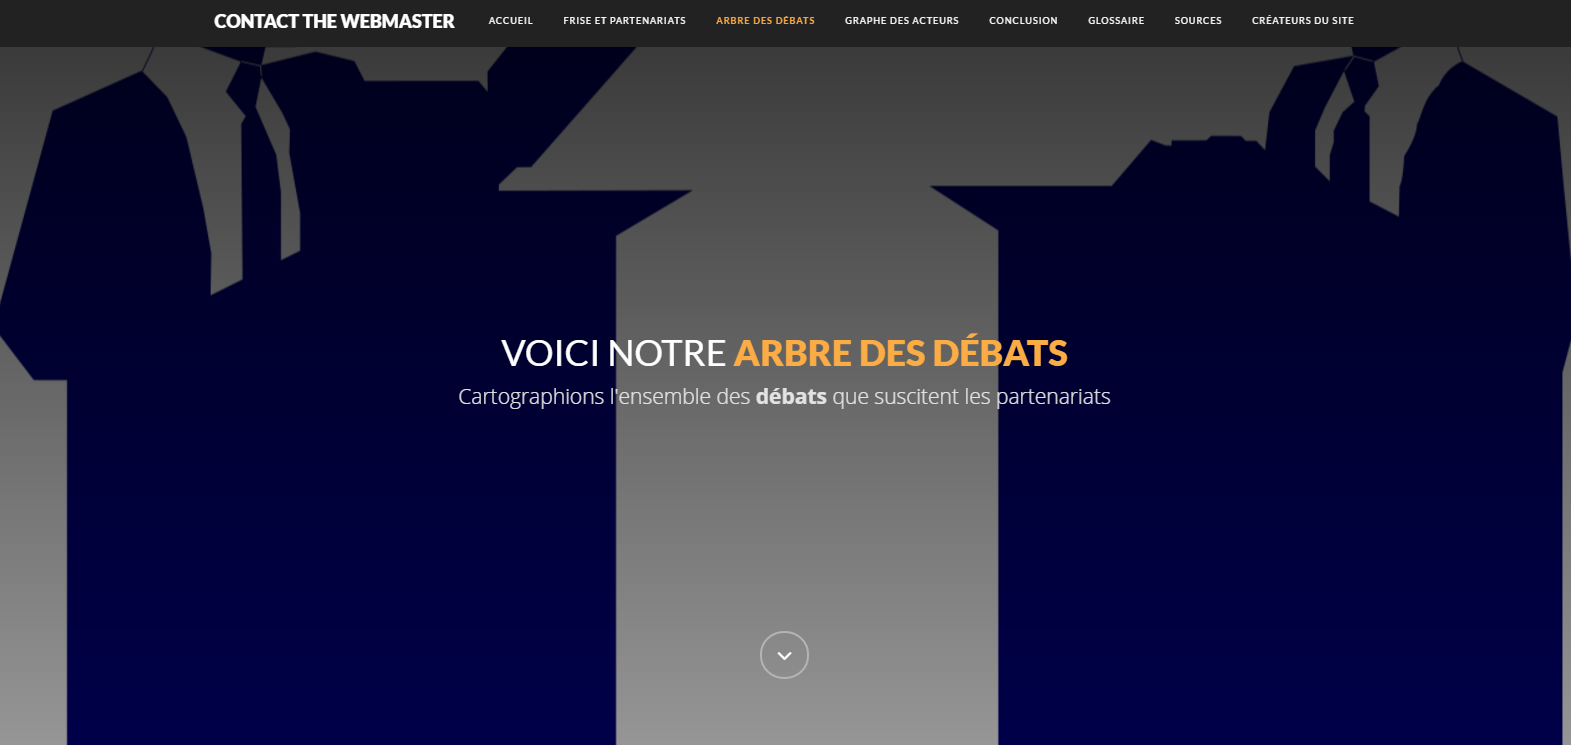 CONTACT THE WEBMASTER ACCUEIL FRISE ET PARTENARIATS ARBRE DES DÉBATS GRAPHE DES ACTEURS CONCLUSION GLOSSAIRE SOURCES CRÉATEURS DU SITE
VOICI NOTRE ARBRE DES DÉBATS
Cartographions l'ensemble des débats que suscitent les partenariats